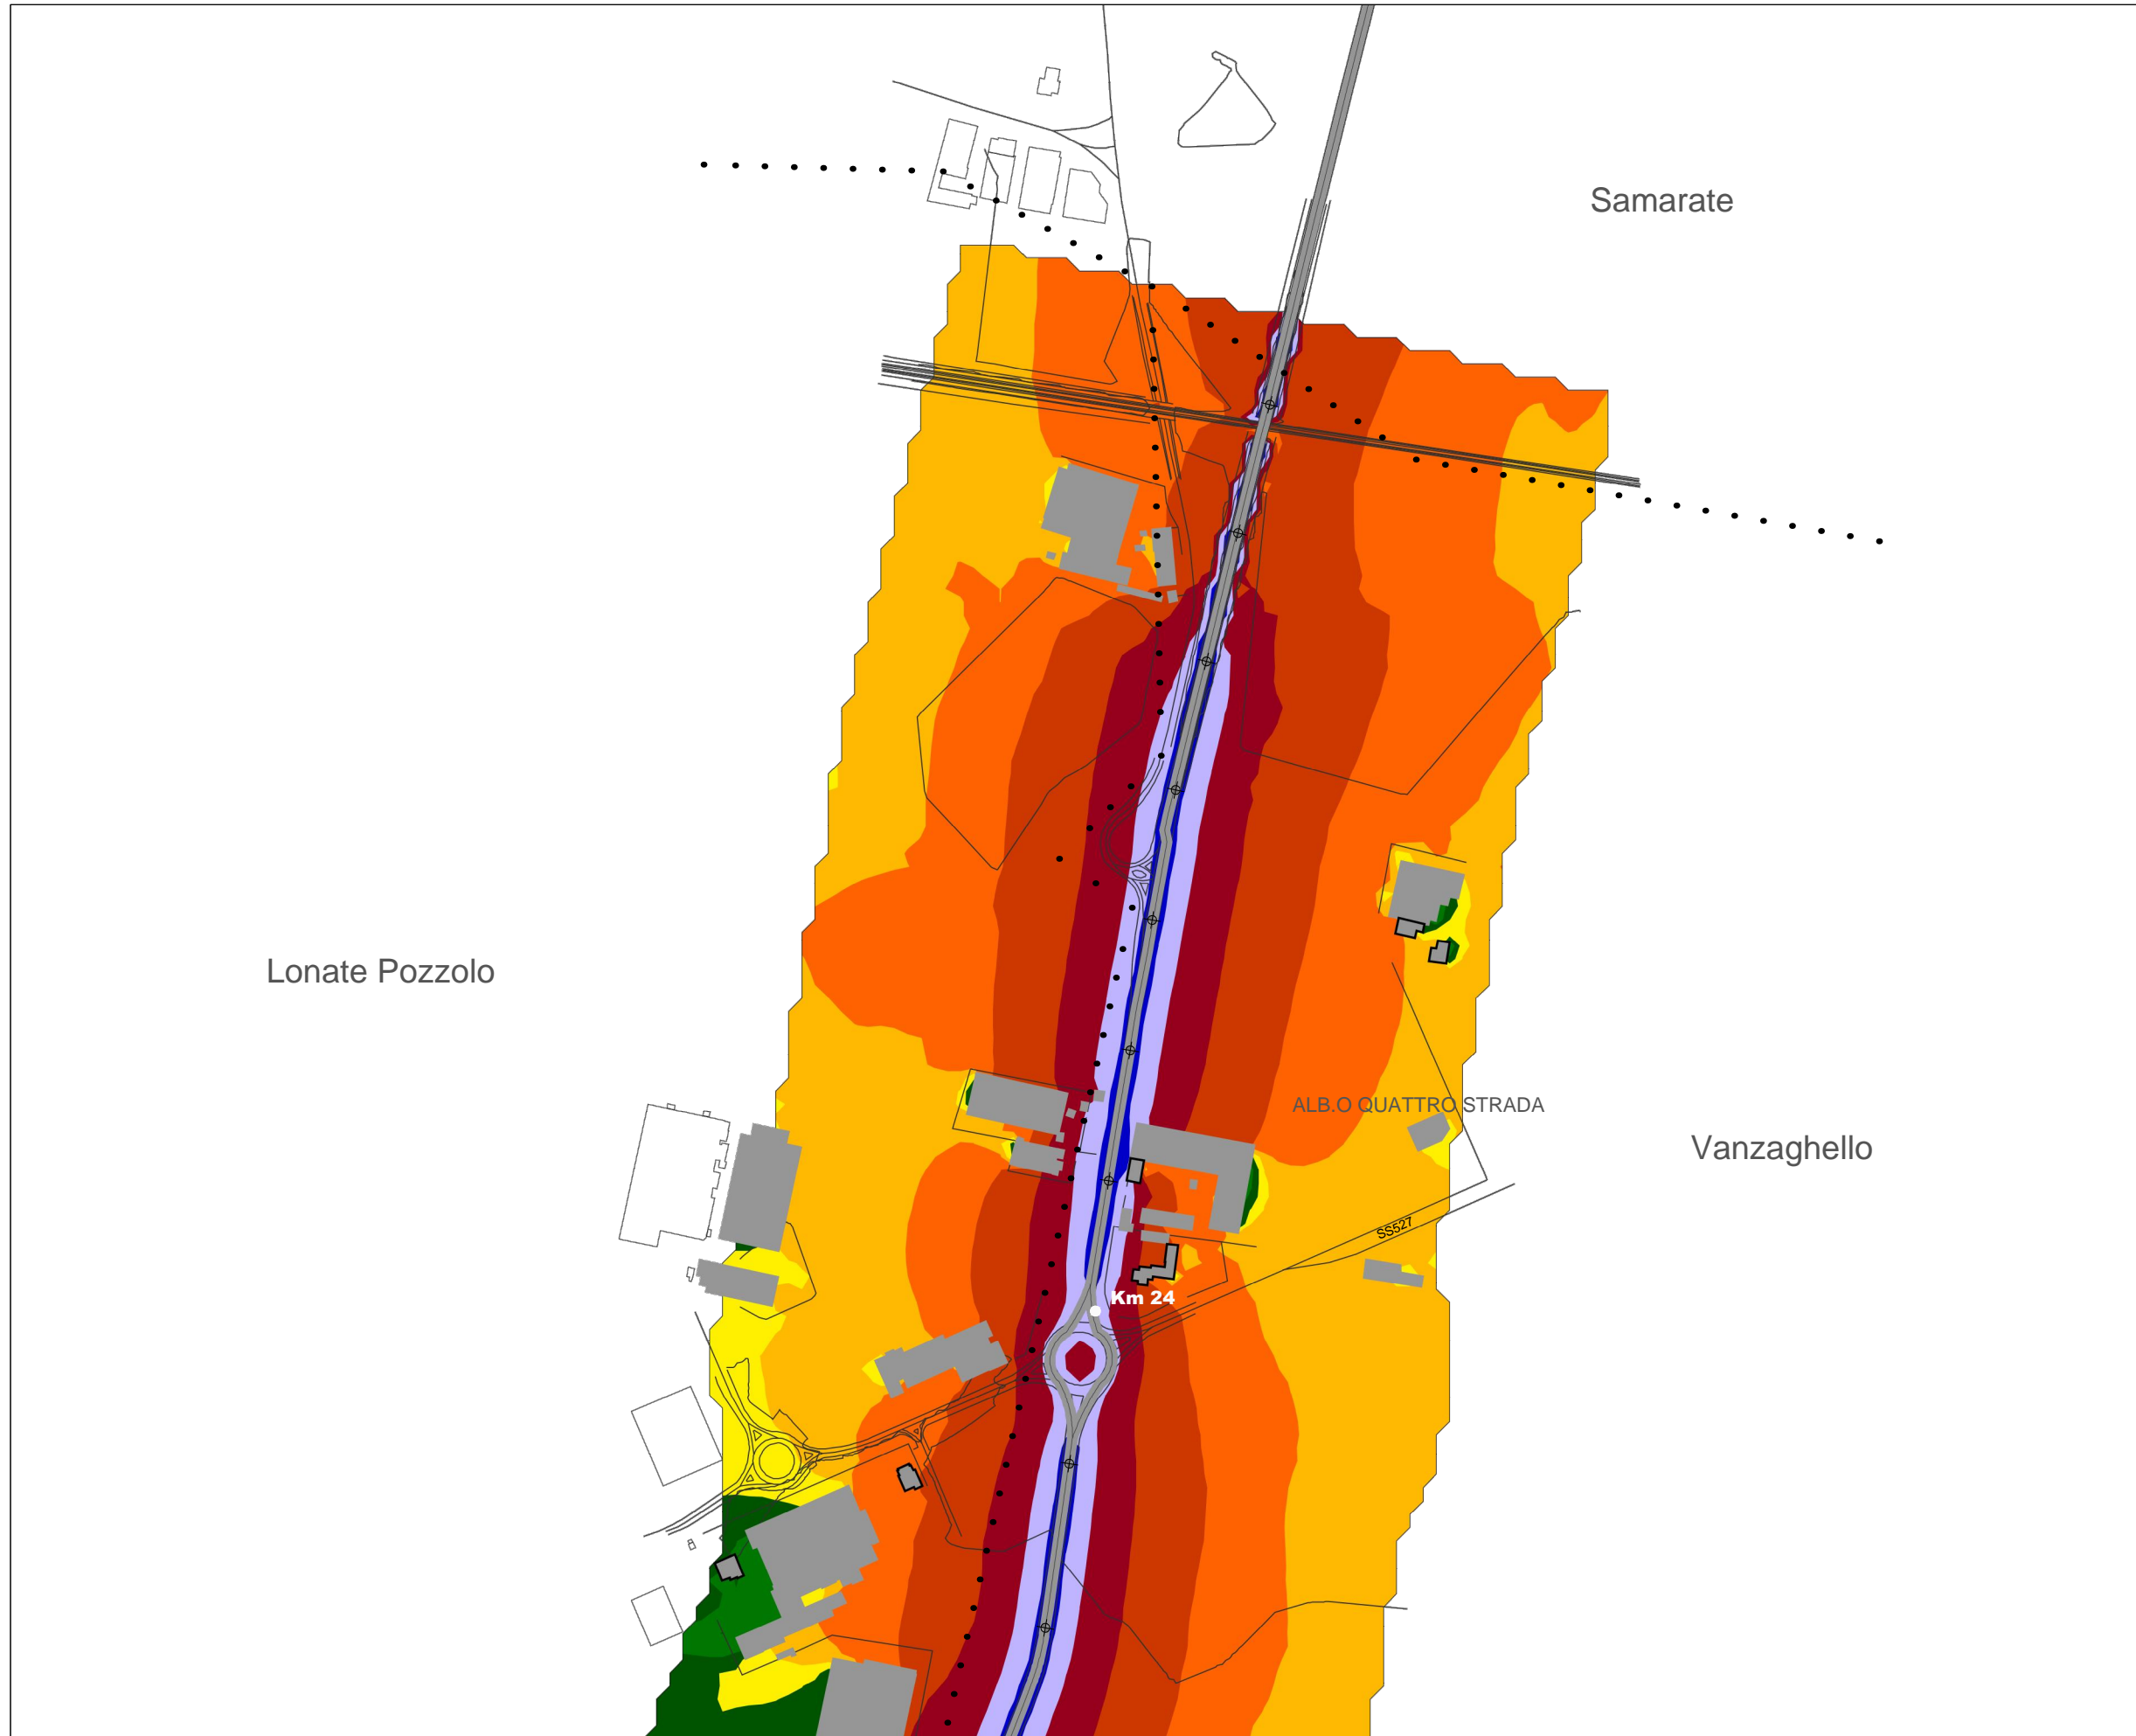 Samarate
Lonate Pozzolo
ALB.O QUATTRO STRADA
Vanzaghello
SS527
Km 24